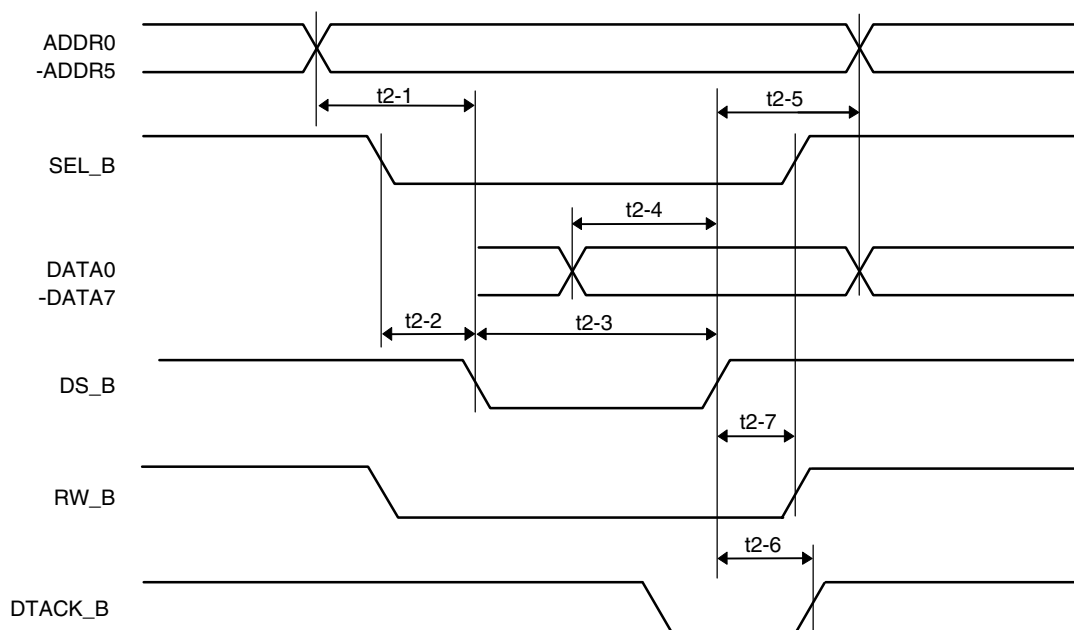 ADDR0
-ADDR5
t2-1
t2-5
SEL_B
t2-4
DATA0
-DATA7
t2-2
t2-3
DS_B
t2-7
RW_B
t2-6
DTACK_B